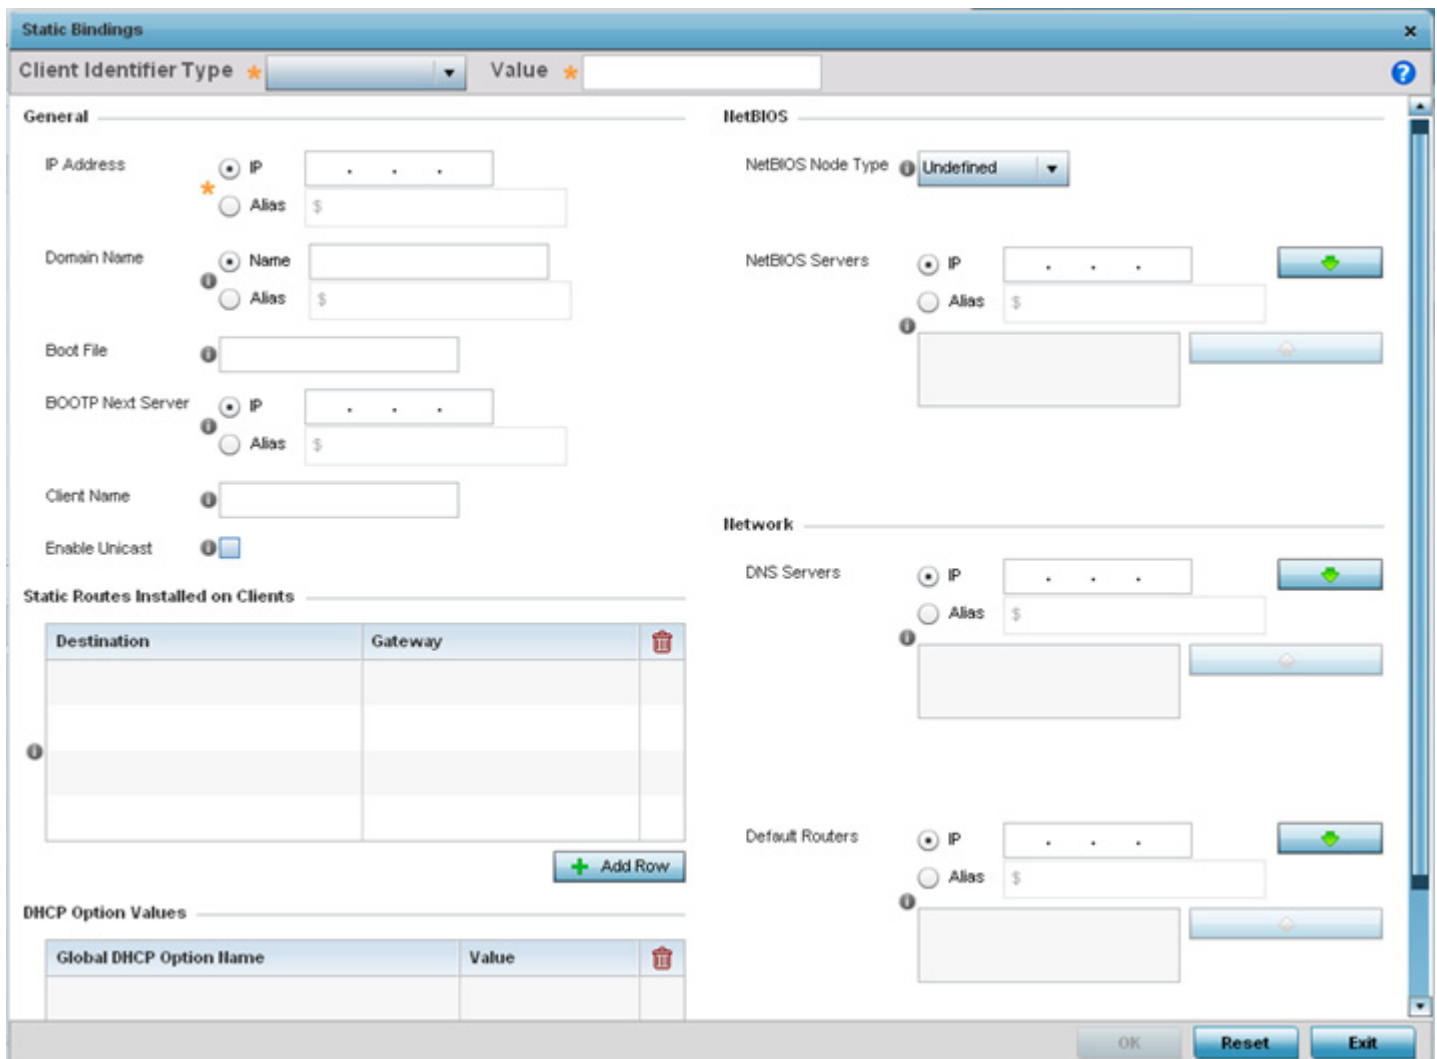 Static Bindings
Client Identifier Type * Value *
General
IP Address
IP . . .
*
Alias $
Domain Name
Name
Alias $
Boot File
BOOTP Next Server
IP . . .
Alias $
Client Name
Enable Unicast
Static Routes Installed on Clients
Destination Gateway
Add Row
DHCP Option Values
Global DHCP Option Name Value
NetBIOS
NetBIOS Node Type Undefined
NetBIOS Servers
IP . . .
Alias $
Network
DNS Servers
IP . . .
Alias $
Default Routers
IP . . .
Alias $
OK Reset Exit